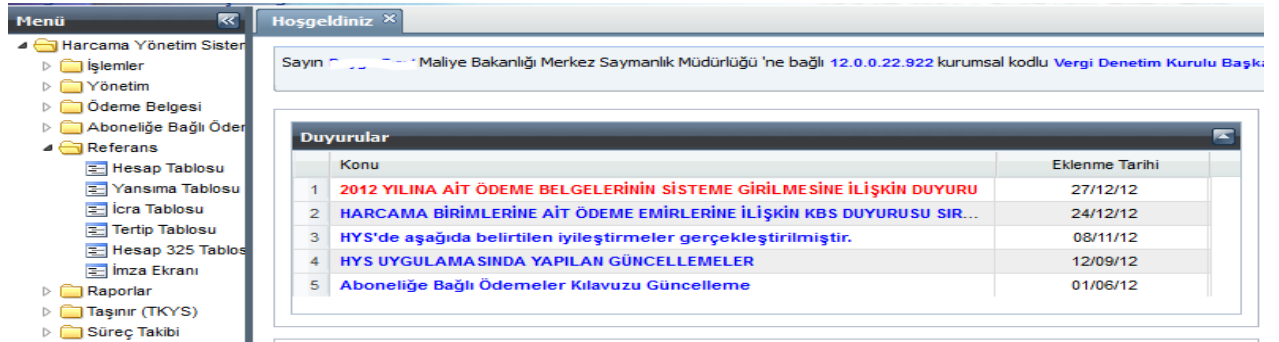 Menü
Harcama Yönetim Sister
İşlemler
Yönetim
Ödeme Belgesi
Aboneliğe Bağlı Öder
Referans
Hesap Tablosu
Yansıma Tablosu
İcra Tablosu
Tertip Tablosu
Hesap 325 Tablos
İmza Ekranı
Raporlar
Taşınır (TKYS)
Süreç Takibi
Hoşgeldiniz
Sayın Maliye Bakanlığı Merkez Saymanlık Müdürlüğü 'ne bağlı 12.0.0.22.922 kurumsal kodlu Vergi Denetim Kurulu Başka
Duyurular
Konu Eklenme Tarihi
1 2012 YILINA AİT ÖDEME BELGELERİNİN SİSTEME GİRİLMESİNE İLİŞKİN DUYURU 27/12/12
2 HARCAMA BİRİMLERİNE AİT ÖDEME EMİRLERİNE İLİŞKİN KBS DUYURUSU SIR... 24/12/12
3 HYS'de aşağıda belirtilen iyileştirmeler gerçekleştirilmiştir. 08/11/12
4 HYS UYGULAMASINDA YAPILAN GÜNCELLEMELER 12/09/12
5 Aboneliğe Bağlı Ödemeler Kılavuzu Güncelleme 01/06/12